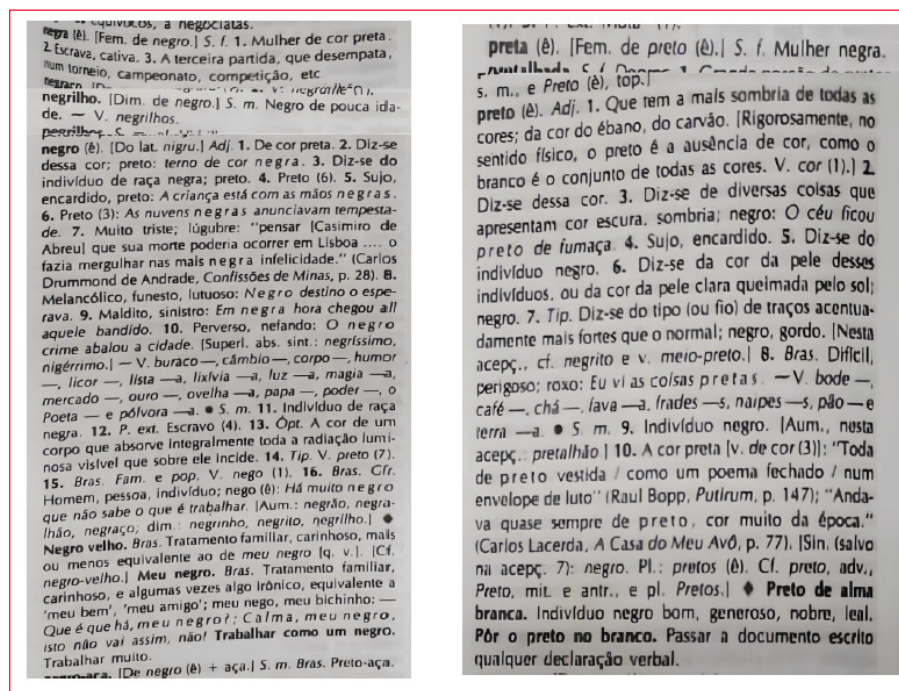 equívocos, a negociatas.
negra (ê). [Fem. de negro.] S. f. 1. Mulher de cor preta.
2. Escrava, cativa. 3. A terceira partida, que desempata,
num torneio, campeonato, competição, etc
negrilho. [Dim. de negro.] S. m. Negro de pouca ida-
de. — V. negrilhos.
negro (ê). [Do lat. nigru.] Adj. 1. De cor preta. 2. Diz-se
dessa cor; preto: terno de cor negra. 3. Diz-se do
indivíduo de raça negra; preto. 4. Preto (6). 5. Sujo,
encardido, preto: A criança está com as mãos negras.
6. Preto (3): As nuvens negras anunciavam tempesta-
de. 7. Muito triste; lúgubre: “pensar [Casimiro de
Abreu] que sua morte poderia ocorrer em Lisboa .... o
fazia mergulhar nas mais negra infelicidade.” (Carlos
Drummond de Andrade, Confissões de Minas, p. 28). 8.
Melancólico, funesto, lutuoso: Negro destino o espe-
rava. 9. Maldito, sinistro: Em negra hora chegou ali
aquele bandido. 10. Perverso, nefando: O negro
crime abalou a cidade. [Superl. abs. sint.: negríssimo,
nigérrimo.] — V. buraco —, câmbio —, corpo —, humor
—, licor —, lista —a, lixívia —a, luz —a, magia —a,
mercado —, ouro —, ovelha —a, papa —, poder —, o
Poeta — e pólvora —a. ● S. m. 11. Indivíduo de raça
negra. 12. P. ext. Escravo (4). 13. Ópt. A cor de um
corpo que absorve integralmente toda a radiação lumi-
nosa visível que sobre ele incide. 14. Tip. V. preto (7).
15. Bras. Fam. e pop. V. nego (1). 16. Bras. Gír.
Homem, pessoa, indivíduo; nego (ê): Há muito negro
que não sabe o que é trabalhar. [Aum.: negrão, negra-
lhão, negraço; dim.: negrinho, negrito, negrilho.] ♦
Negro velho. Bras. Tratamento familiar, carinhoso, mais
ou menos equivalente ao de meu negro [q. v.]. [Cf.
negro-velho.] Meu negro. Bras. Tratamento familiar,
carinhoso, e algumas vezes algo irônico, equivalente a
‘meu bem’, ‘meu amigo’; meu nego, meu bichinho: —
Que é que há, meu negro?; Calma, meu negro,
isto não vai assim, não! Trabalhar como um negro.
Trabalhar muito.
negro-aça. [De negro (ê) + aça.] S. m. Bras. Preto-aça.
preta (ê). [Fem. de preto (ê).] S. f. Mulher negra.
s. m., e Preto (ê), top.]
preto (ê). Adj. 1. Que tem a mais sombria de todas as
cores; da cor do ébano, do carvão. [Rigorosamente, no
sentido físico, o preto é a ausência de cor, como o
branco é o conjunto de todas as cores. V. cor (1).] 2.
Diz-se dessa cor. 3. Diz-se de diversas coisas que
apresentam cor escura, sombria; negro: O céu ficou
preto de fumaça. 4. Sujo, encardido. 5. Diz-se do
indivíduo negro. 6. Diz-se da cor da pele desses
indivíduos, ou da cor da pele clara queimada pelo sol;
negro. 7. Tip. Diz-se do tipo (ou fio) de traços acentua-
damente mais fortes que o normal; negro, gordo. [Nesta
acepç., cf. negrito e v. meio-preto.] 8. Bras. Difícil,
perigoso; roxo: Eu vi as coisas pretas. — V. bode —,
café —, chá —, fava —a, frades —s, naipes —s, pão — e
terra —a. ● S. m. 9. Indivíduo negro. [Aum., nesta
acepç.: pretalhão.] 10. A cor preta [v. de cor (3)]: “Toda
de preto vestida / como um poema fechado / num
envelope de luto” (Raul Bopp, Putirum, p. 147); “Anda-
va quase sempre de preto, cor muito da época.”
(Carlos Lacerda, A Casa do Meu Avô, p. 77). [Sin. (salvo
na acepç. 7): negro. Pl.: pretos (ê). Cf. preto, adv.,
Preto, mit. e antr., e pl. Pretos.] ♦ Preto de alma
branca. Indivíduo negro bom, generoso, nobre, leal.
Pôr o preto no branco. Passar a documento escrito
qualquer declaração verbal.